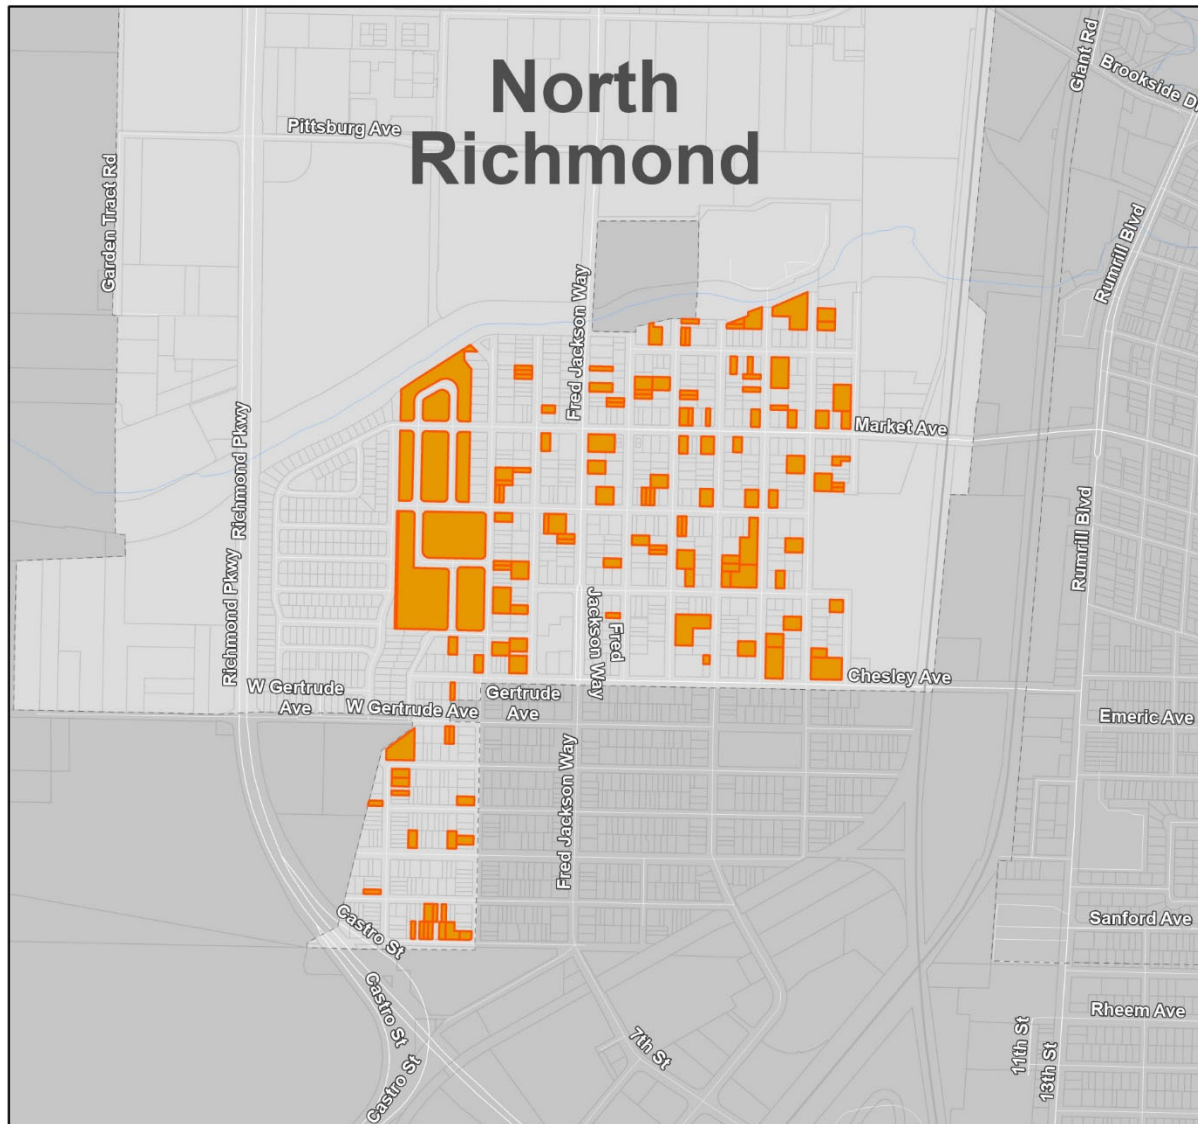 North
Richmond
Giant Rd
Brookside Dr
Pittsburg Ave
Garden Tract Rd
Rumrill Blvd
Fred Jackson Way
Richmond Pkwy
Market Ave
Rumrill Blvd
Richmond Pkwy
Fred
Jackson Way
Chesley Ave
W Gertrude
Ave
W Gertrude Ave
Gertrude
Ave
Emeric Ave
Fred Jackson Way
Castro St
Sanford Ave
Castro St
Rheem Ave
7th St
11th St
13th St
Castro St